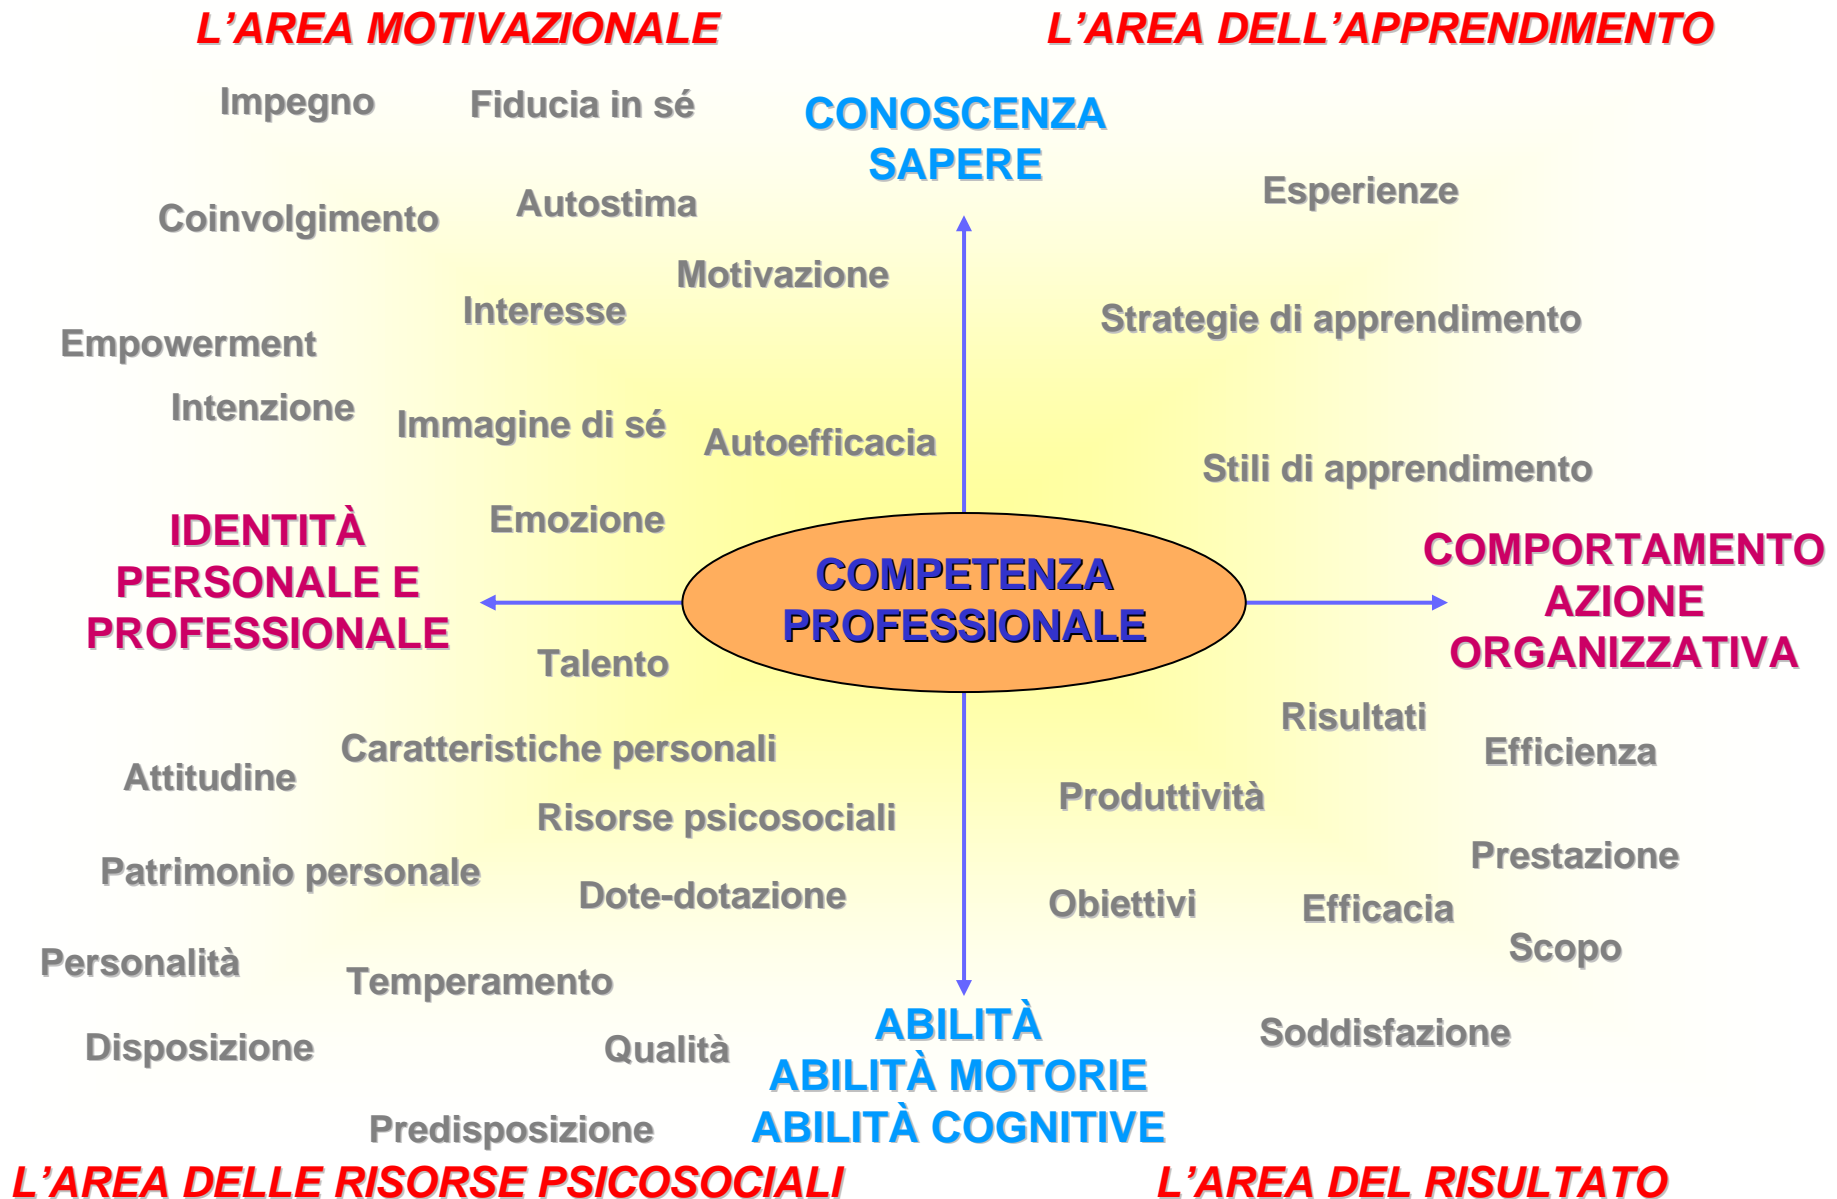 L'AREA MOTIVAZIONALE
L'AREA DELL'APPRENDIMENTO
Impegno
Fiducia in sé
CONOSCENZA
SAPERE
Esperienze
Coinvolgimento
Autostima
Motivazione
Interesse
Strategie di apprendimento
Empowerment
Intenzione
Immagine di sé
Autoefficacia
Stili di apprendimento
Emozione
IDENTITÀ
PERSONALE E
PROFESSIONALE
COMPETENZA
PROFESSIONALE
COMPORTAMENTO
AZIONE
ORGANIZZATIVA
Talento
Caratteristiche personali
Attitudine
Risorse psicosociali
Patrimonio personale
Dote-dotazione
Personalità
Temperamento
Disposizione
Qualità
Predisposizione
Risultati
Efficienza
Produttività
Prestazione
Obiettivi
Efficacia
Scopo
Soddisfazione
ABILITÀ
ABILITÀ MOTORIE
ABILITÀ COGNITIVE
L'AREA DELLE RISORSE PSICOSOCIALI
L'AREA DEL RISULTATO